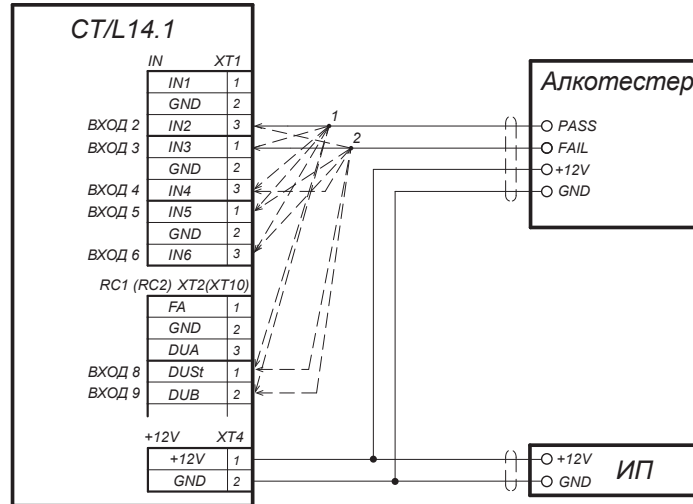 CT/L14.1
IN XT1
IN1 1
GND 2
ВХОД 2 IN2 3
ВХОД 3 IN3 1
GND 2
ВХОД 4 IN4 3
ВХОД 5 IN5 1
GND 2
ВХОД 6 IN6 3
RC1 (RC2) XT2(XT10)
FA 1
GND 2
DUA 3
ВХОД 8 DUSt 1
ВХОД 9 DUB 2
+12V XT4
+12V 1
GND 2
1
2
Алкотестер
PASS
FAIL
+12V
GND
+12V
GND
ИП